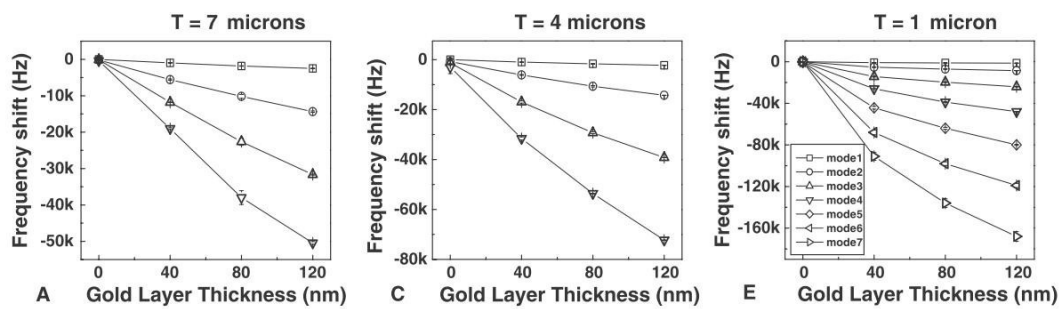 T = 7 microns
Frequency shift (Hz)
0
-10k
-20k
-30k
-40k
-50k
0 40 80 120
A Gold Layer Thickness (nm)
T = 4 microns
Frequency shift (Hz)
0
-20k
-40k
-60k
-80k
0 40 80 120
C Gold Layer Thickness (nm)
T = 1 micron
Frequency shift (Hz)
0
-40k
-80k
-120k
-160k
mode1
mode2
mode3
mode4
mode5
mode6
mode7
0 40 80 120
E Gold Layer Thickness (nm)